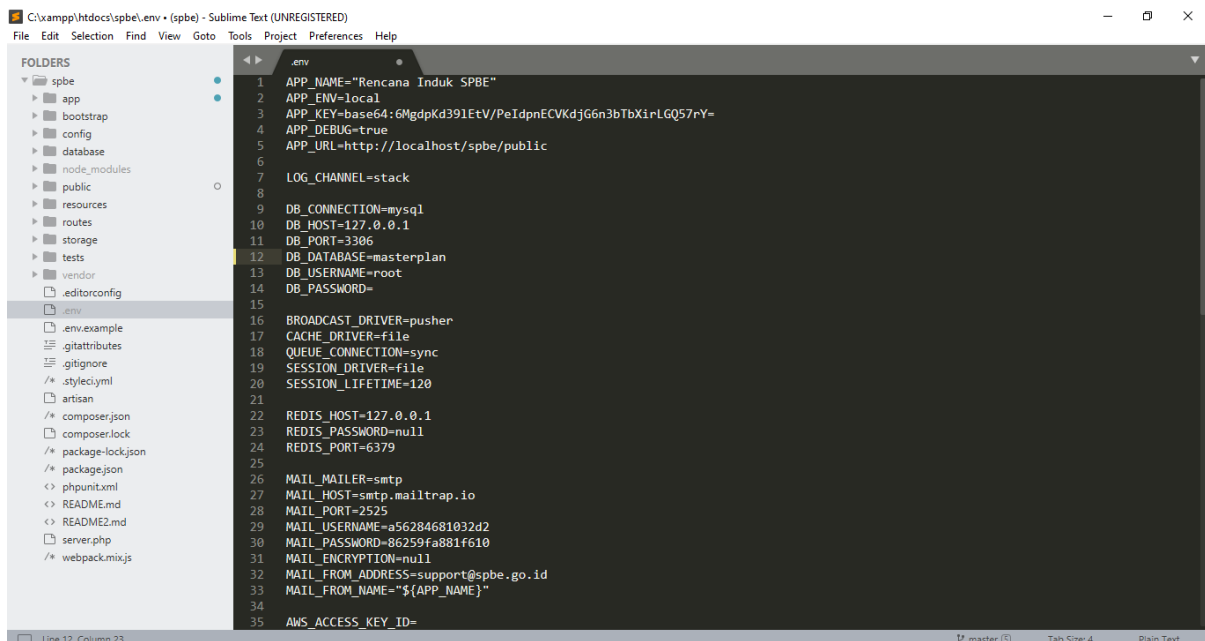 C:\xampp\htdocs\spbe\.env • (spbe) - Sublime Text (UNREGISTERED)
File Edit Selection Find View Goto Tools Project Preferences Help
FOLDERS
spbe
app
bootstrap
config
database
node_modules
public
resources
routes
storage
tests
vendor
.editorconfig
.env
.env.example
.gitattributes
.gitignore
/* .styleci.yml
artisan
/* composer.json
composer.lock
/* package-lock.json
/* package.json
<> phpunit.xml
<> README.md
<> README2.md
server.php
/* webpack.mix.js
.env
1 APP_NAME="Rencana Induk SPBE"
2 APP_ENV=local
3 APP_KEY=base64:6MgdpKd39lEtV/PeIdpnECVKdjG6n3bTbXirLGQ57rY=
4 APP_DEBUG=true
5 APP_URL=http://localhost/spbe/public
6
7 LOG_CHANNEL=stack
8
9 DB_CONNECTION=mysql
10 DB_HOST=127.0.0.1
11 DB_PORT=3306
12 DB_DATABASE=masterplan
13 DB_USERNAME=root
14 DB_PASSWORD=
15
16 BROADCAST_DRIVER=pusher
17 CACHE_DRIVER=file
18 QUEUE_CONNECTION=sync
19 SESSION_DRIVER=file
20 SESSION_LIFETIME=120
21
22 REDIS_HOST=127.0.0.1
23 REDIS_PASSWORD=null
24 REDIS_PORT=6379
25
26 MAIL_MAILER=smtp
27 MAIL_HOST=smtp.mailtrap.io
28 MAIL_PORT=2525
29 MAIL_USERNAME=a56284681032d2
30 MAIL_PASSWORD=86259fa881f610
31 MAIL_ENCRYPTION=null
32 MAIL_FROM_ADDRESS=support@spbe.go.id
33 MAIL_FROM_NAME="${APP_NAME}"
34
35 AWS_ACCESS_KEY_ID=
Line 12, Column 23 master 5 Tab Size: 4 Plain Text